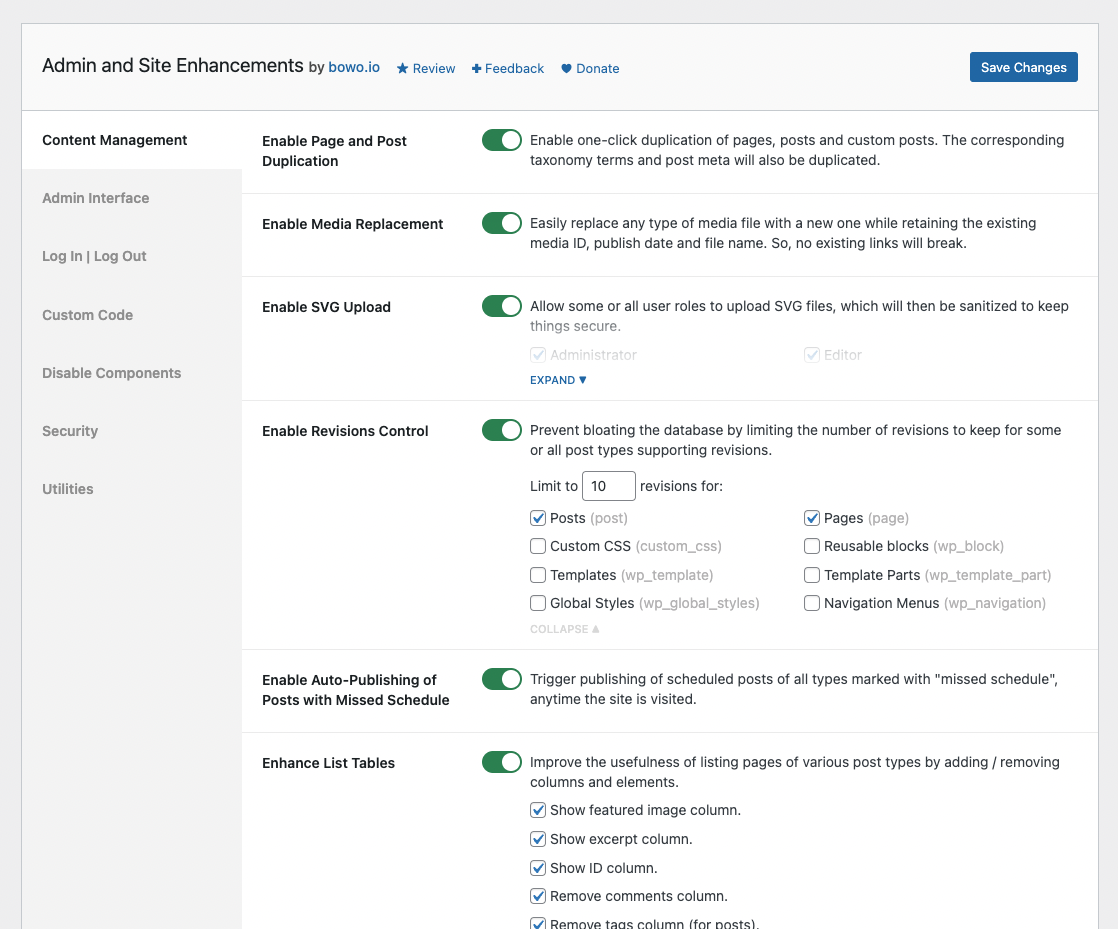 Admin and Site Enhancements by bowo.io Review Feedback Donate
Save Changes
Content Management
Admin Interface
Log In | Log Out
Custom Code
Disable Components
Security
Utilities
Enable Page and Post
Duplication
Enable one-click duplication of pages, posts and custom posts. The corresponding
taxonomy terms and post meta will also be duplicated.
Enable Media Replacement
Easily replace any type of media file with a new one while retaining the existing
media ID, publish date and file name. So, no existing links will break.
Enable SVG Upload
Allow some or all user roles to upload SVG files, which will then be sanitized to keep
things secure.
Administrator Editor
EXPAND ▼
Enable Revisions Control
Prevent bloating the database by limiting the number of revisions to keep for some
or all post types supporting revisions.
Limit to 10 revisions for:
Posts (post) Pages (page)
Custom CSS (custom_css) Reusable blocks (wp_block)
Templates (wp_template) Template Parts (wp_template_part)
Global Styles (wp_global_styles) Navigation Menus (wp_navigation)
COLLAPSE ▲
Enable Auto-Publishing of
Posts with Missed Schedule
Trigger publishing of scheduled posts of all types marked with "missed schedule",
anytime the site is visited.
Enhance List Tables
Improve the usefulness of listing pages of various post types by adding / removing
columns and elements.
Show featured image column.
Show excerpt column.
Show ID column.
Remove comments column.
Remove tags column (for posts).